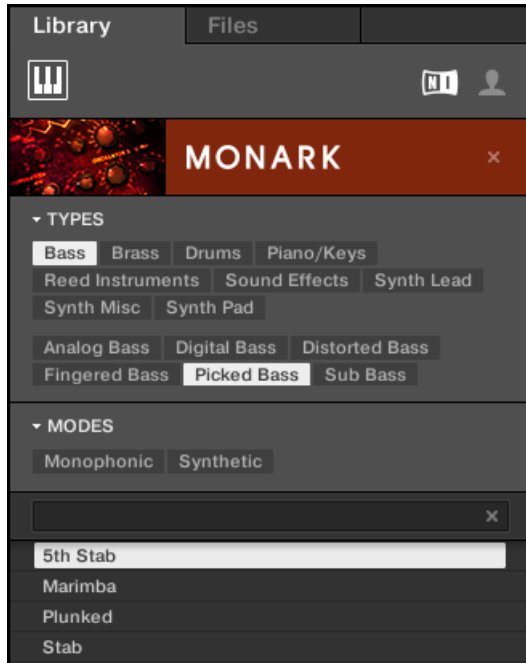 Library Files
NI
MONARK ×
TYPES
Bass Brass Drums Piano/Keys
Reed Instruments Sound Effects Synth Lead
Synth Misc Synth Pad
Analog Bass Digital Bass Distorted Bass
Fingered Bass Picked Bass Sub Bass
MODES
Monophonic Synthetic
×
5th Stab
Marimba
Plunked
Stab